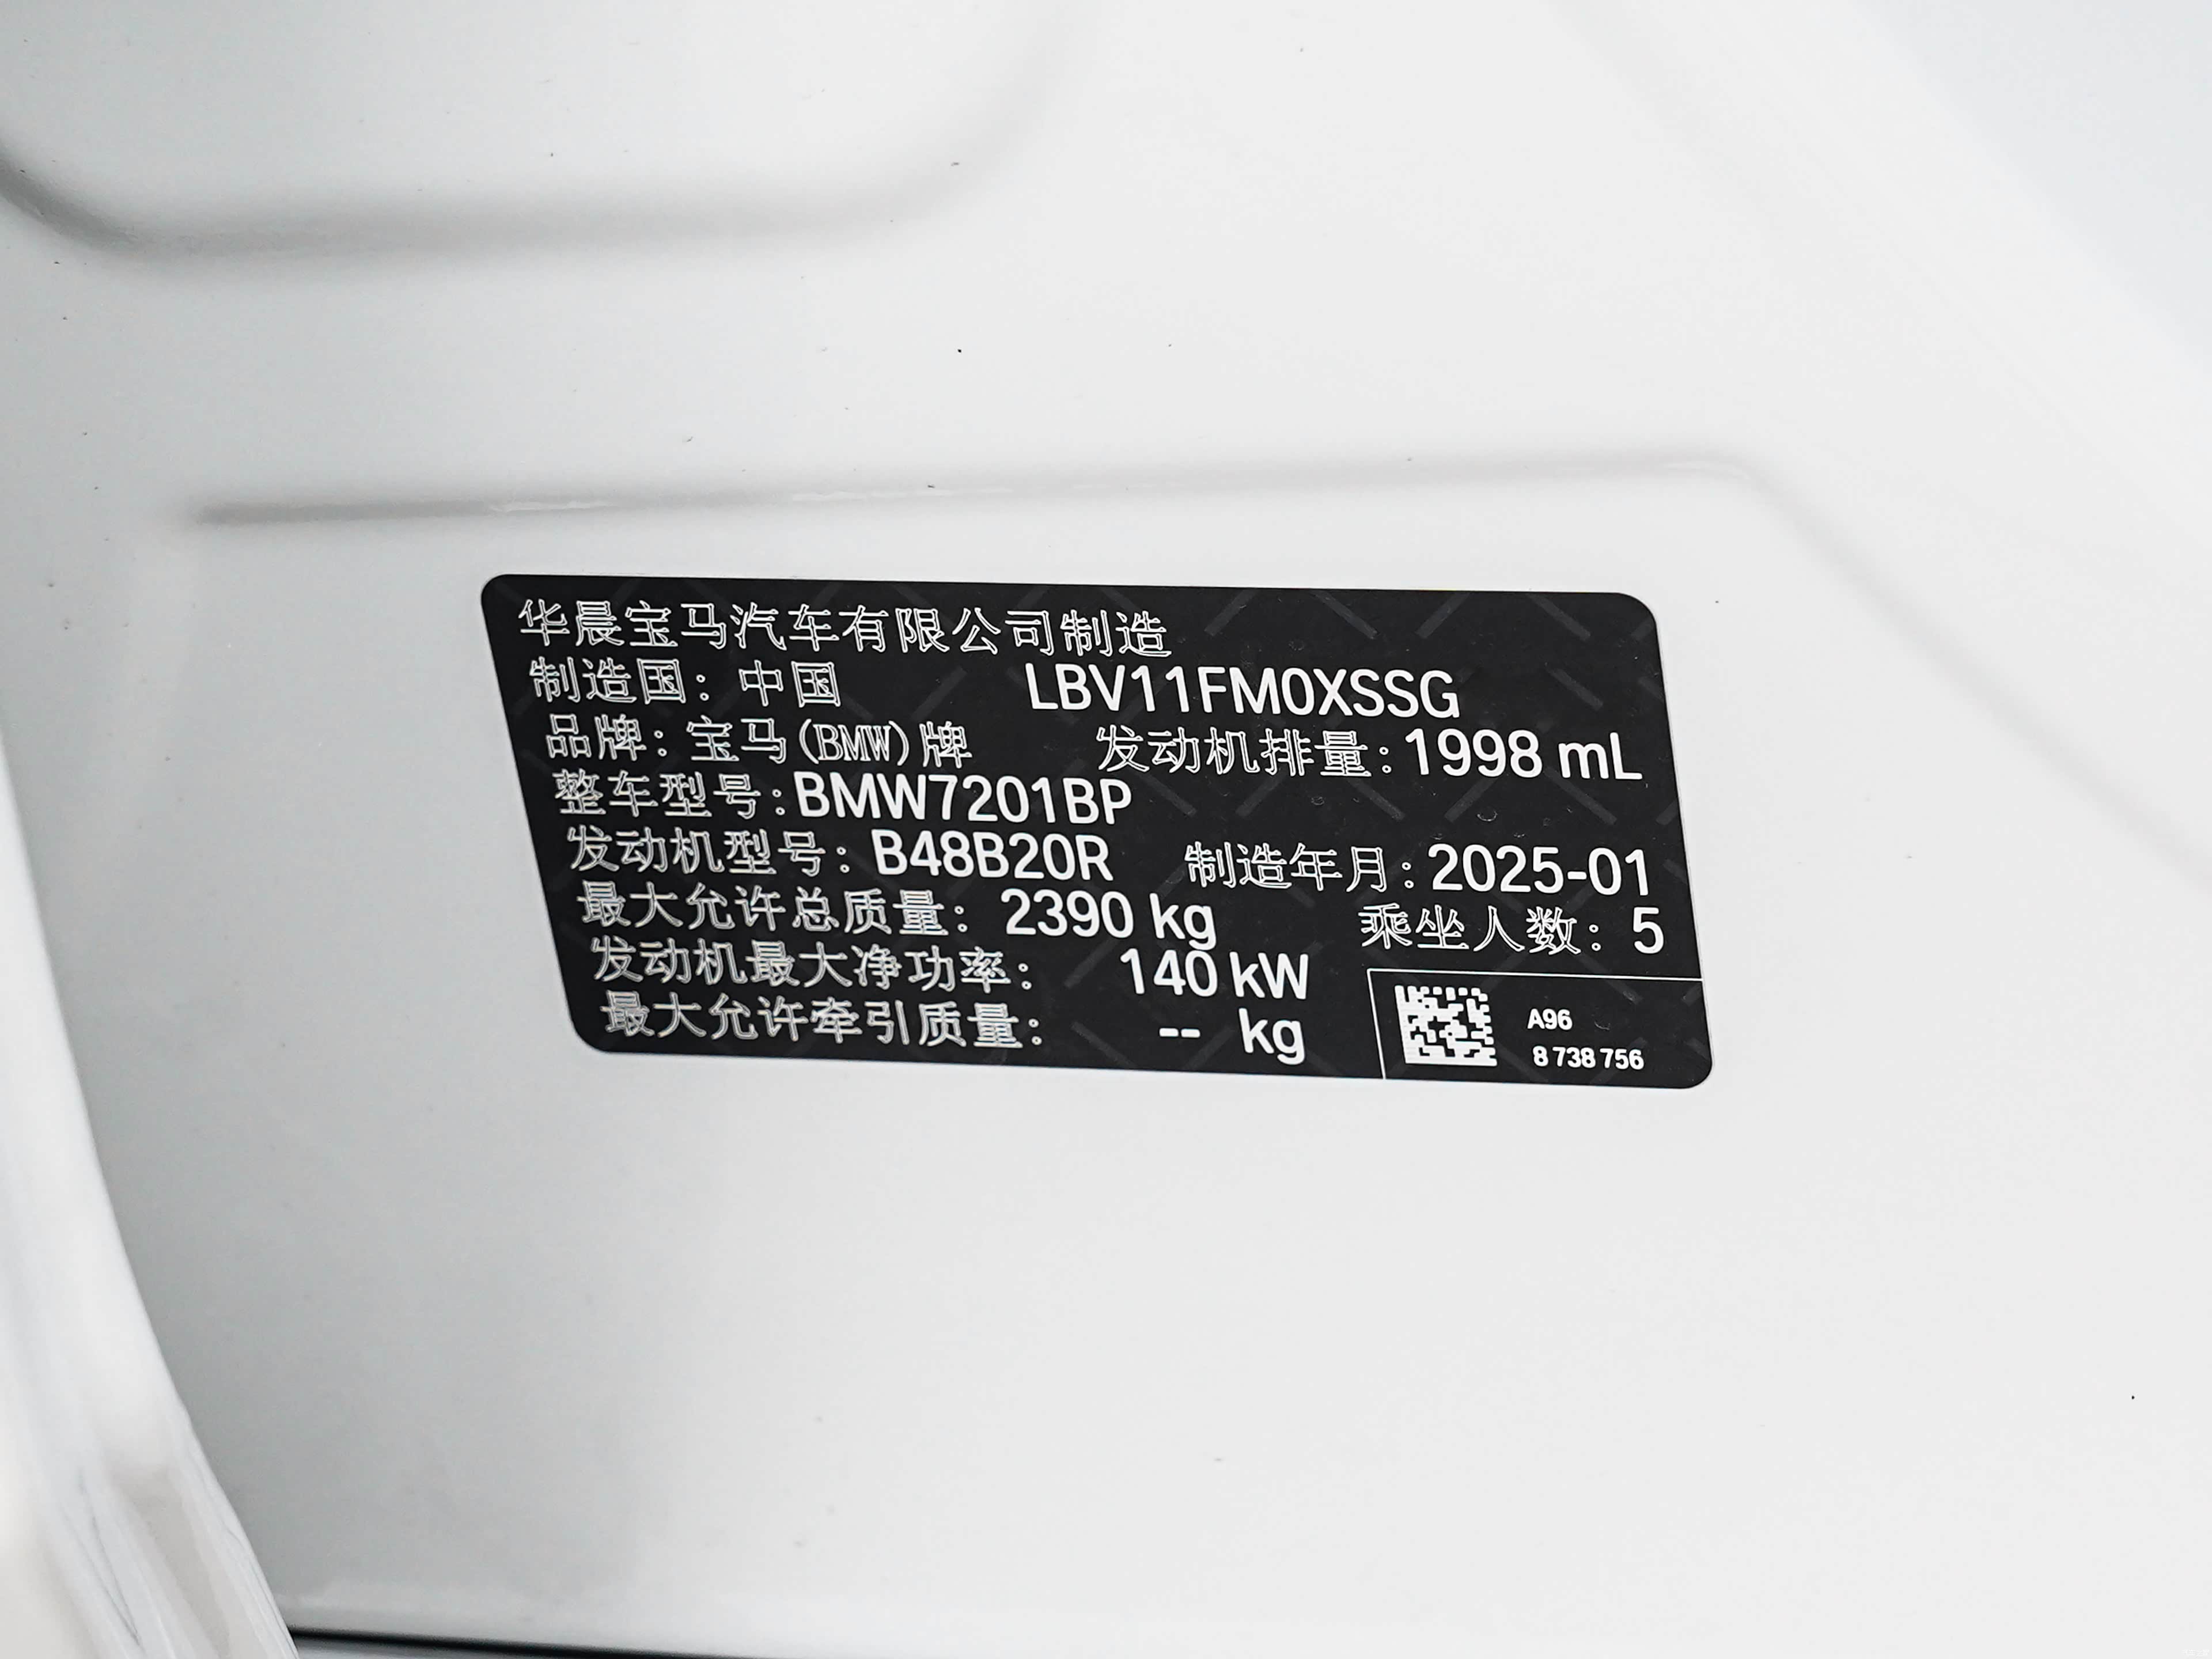 华晨宝马汽车有限公司制造
制造国：中国 LBV11FM0XSSG
品牌：宝马(BMW)牌 发动机排量：1998 mL
整车型号：BMW7201BP
发动机型号：B48B20R 制造年月：2025-01
最大允许总质量：2390 kg 乘坐人数：5
发动机最大净功率：140 kW
最大允许牵引质量：-- kg
A96
8 738 756